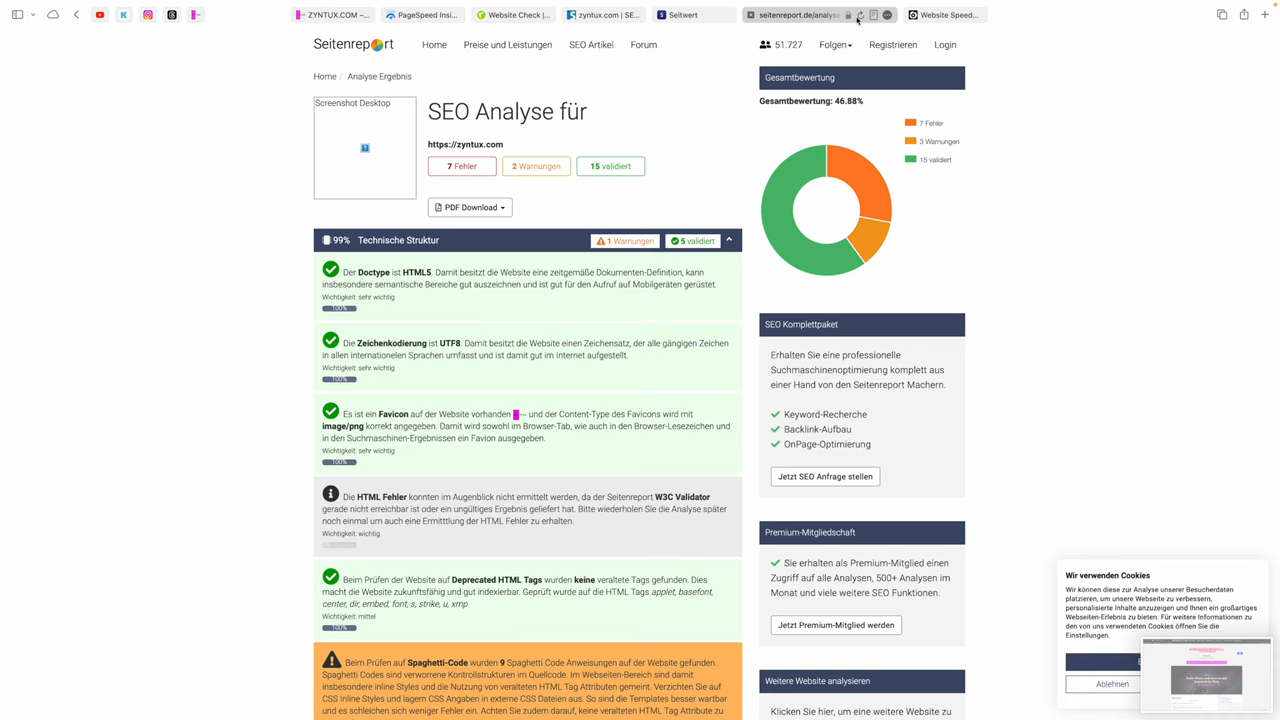 ZYNTUX.COM –...
PageSpeed Insi...
Website Check |...
zyntux.com | SE...
Seitwert
seitenreport.de/analyse
Website Speed...
Seitenreport
Home
Preise und Leistungen
SEO Artikel
Forum
51.727
Folgen
Registrieren
Login
Home / Analyse Ergebnis
Screenshot Desktop
SEO Analyse für
https://zyntux.com
7 Fehler
2 Warnungen
15 validiert
PDF Download
99% Technische Struktur
1 Warnungen
5 validiert
Der Doctype ist HTML5. Damit besitzt die Website eine zeitgemäße Dokumenten-Definition, kann
insbesondere semantische Bereiche gut auszeichnen und ist gut für den Aufruf auf Mobilgeräten gerüstet.
Wichtigkeit: sehr wichtig
100%
Die Zeichenkodierung ist UTF8. Damit besitzt die Website einen Zeichensatz, der alle gängigen Zeichen
in allen internationalen Sprachen umfasst und ist damit gut im Internet aufgestellt.
Wichtigkeit: sehr wichtig
100%
Es ist ein Favicon auf der Website vorhanden und der Content-Type des Favicons wird mit
image/png korrekt angegeben. Damit wird sowohl im Browser-Tab, wie auch in den Browser-Lesezeichen und
in den Suchmaschinen-Ergebnissen ein Favion ausgegeben.
Wichtigkeit: sehr wichtig
100%
Die HTML Fehler konnten im Augenblick nicht ermittelt werden, da der Seitenreport W3C Validator
gerade nicht erreichbar ist oder ein ungültiges Ergebnis geliefert hat. Bitte wiederholen Sie die Analyse später
noch einmal um auch eine Ermitttlung der HTML Fehler zu erhalten.
Wichtigkeit: wichtig
Beim Prüfen der Website auf Deprecated HTML Tags wurden keine veraltete Tags gefunden. Dies
macht die Website zukunftsfähig und gut indexierbar. Geprüft wurde auf die HTML Tags applet, basefont,
center, dir, embed, font, s, strike, u, xmp
Wichtigkeit: mittel
100%
Beim Prüfen auf Spaghetti-Code wurden 9 Spaghetti Code Anweisungen auf der Website gefunden.
Spaghetti Codes sind verworrene Kontrollstrukturen im Quellcode. Im Webseiten-Bereich sind damit
insbesondere inline Styles und die Nutzung von veralteten HTML Tag Attributen gemeint. Verzichten Sie auf
CSS Inline Styles und lagern CSS Angaben in externe CSS Dateien aus. So sind die Templates besser wartbar
und es schleichen sich weniger Fehler ein. Achten Sie zudem darauf, keine veralteten HTML Tag Attribute zu
Gesamtbewertung
Gesamtbewertung: 46.88%
7 Fehler
3 Warnungen
15 validiert
SEO Komplettpaket
Erhalten Sie eine professionelle
Suchmaschinenoptimierung komplett aus
einer Hand von den Seitenreport Machern.
Keyword-Recherche
Backlink-Aufbau
OnPage-Optimierung
Jetzt SEO Anfrage stellen
Premium-Mitgliedschaft
Sie erhalten als Premium-Mitglied einen
Zugriff auf alle Analysen, 500+ Analysen im
Monat und viele weitere SEO Funktionen.
Jetzt Premium-Mitglied werden
Weitere Website analysieren
Klicken Sie hier, um eine weitere Website zu
Wir verwenden Cookies
Wir können diese zur Analyse unserer Besucherdaten
platzieren, um unsere Webseite zu verbessern,
personalisierte Inhalte anzuzeigen und Ihnen ein großartiges
Webseiten-Erlebnis zu bieten. Für weitere Informationen
zu den von uns verwendeten Cookies öffnen Sie die
Einstellungen.
Ablehnen